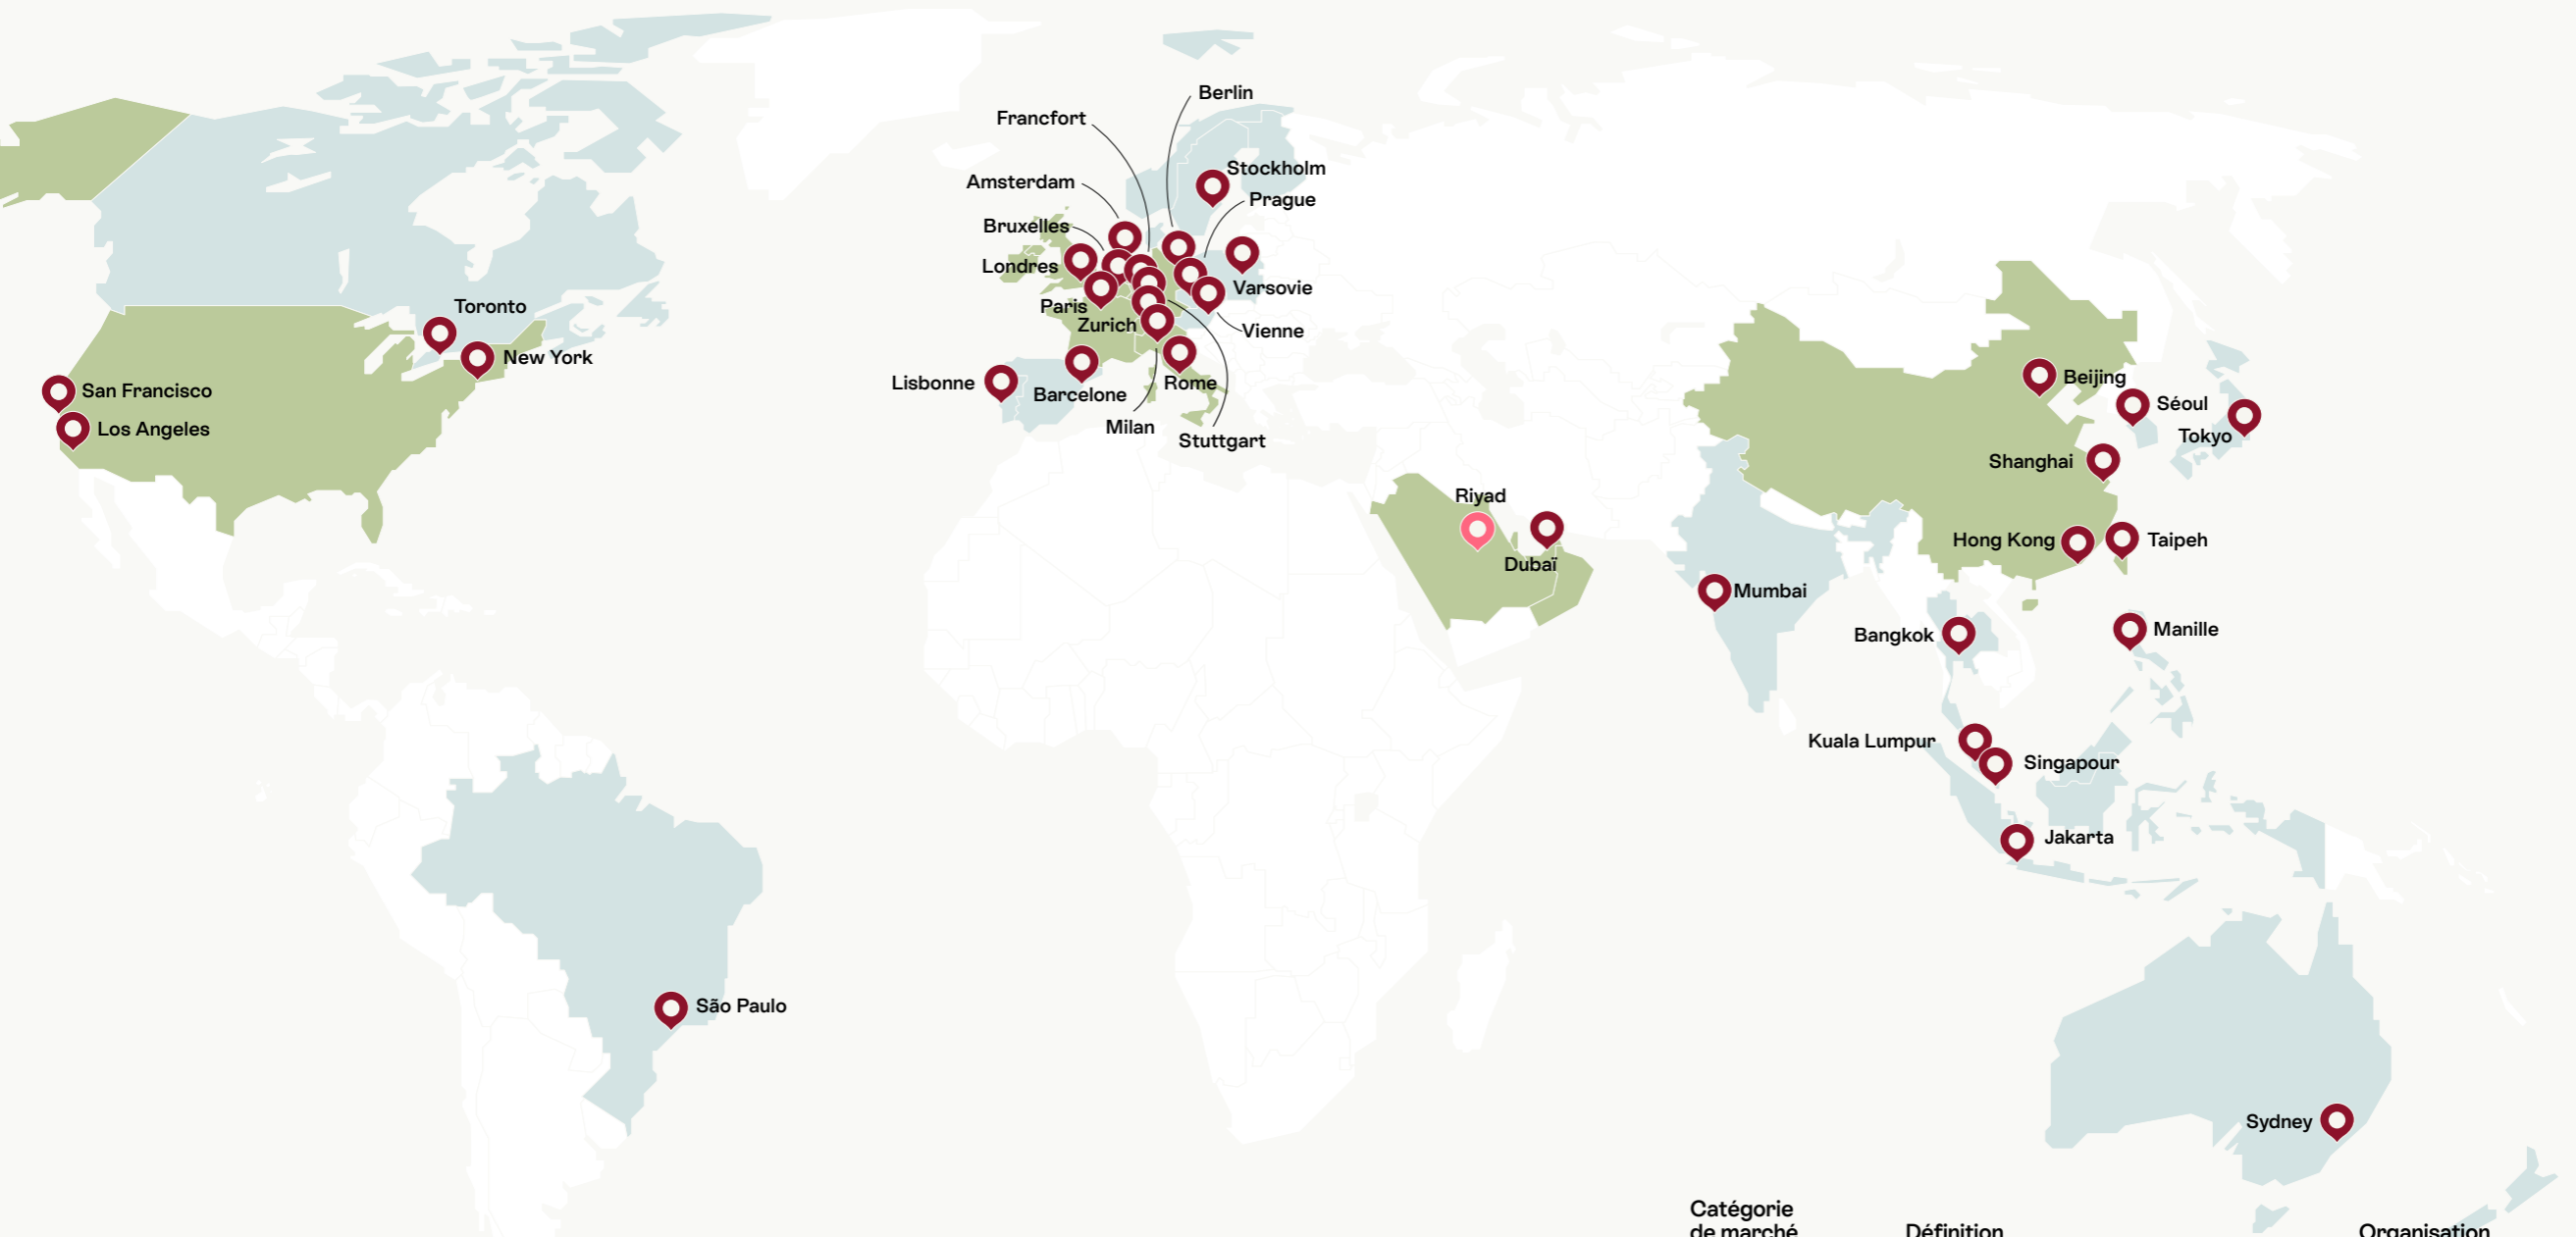 Berlin
Francfort
Stockholm
Amsterdam
Prague
Bruxelles
Londres
Varsovie
Paris
Zurich
Vienne
Toronto
New York
San Francisco
Los Angeles
Lisbonne
Barcelone
Rome
Milan
Stuttgart
Beijing
Séoul
Tokyo
Shanghai
Riyad
Dubaï
Hong Kong
Taipeh
Mumbai
Bangkok
Manille
Kuala Lumpur
Singapour
Jakarta
São Paulo
Sydney
Catégorie
de marché
Définition
Organisation